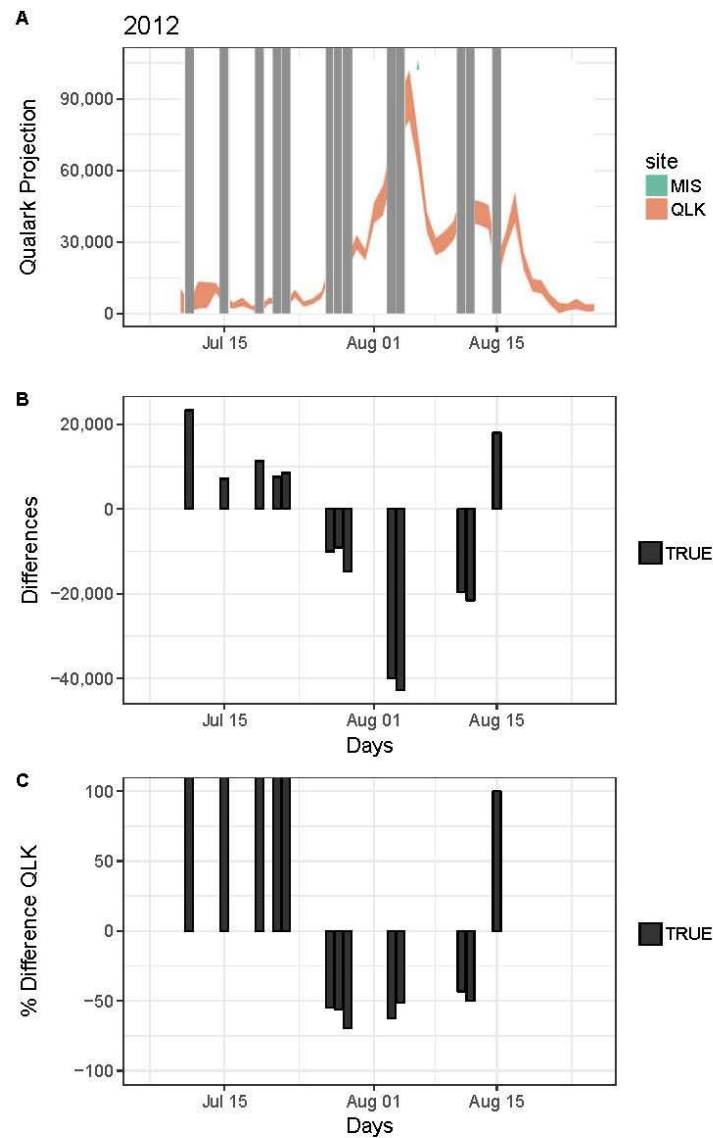 A
2012
Qualark Projection
90,000
60,000
30,000
0
Jul 15
Aug 01
Aug 15
site
MIS
QLK
B
Differences
20,000
0
−20,000
−40,000
Jul 15
Aug 01
Aug 15
Days
TRUE
C
% Difference QLK
100
50
0
−50
−100
Jul 15
Aug 01
Aug 15
Days
TRUE